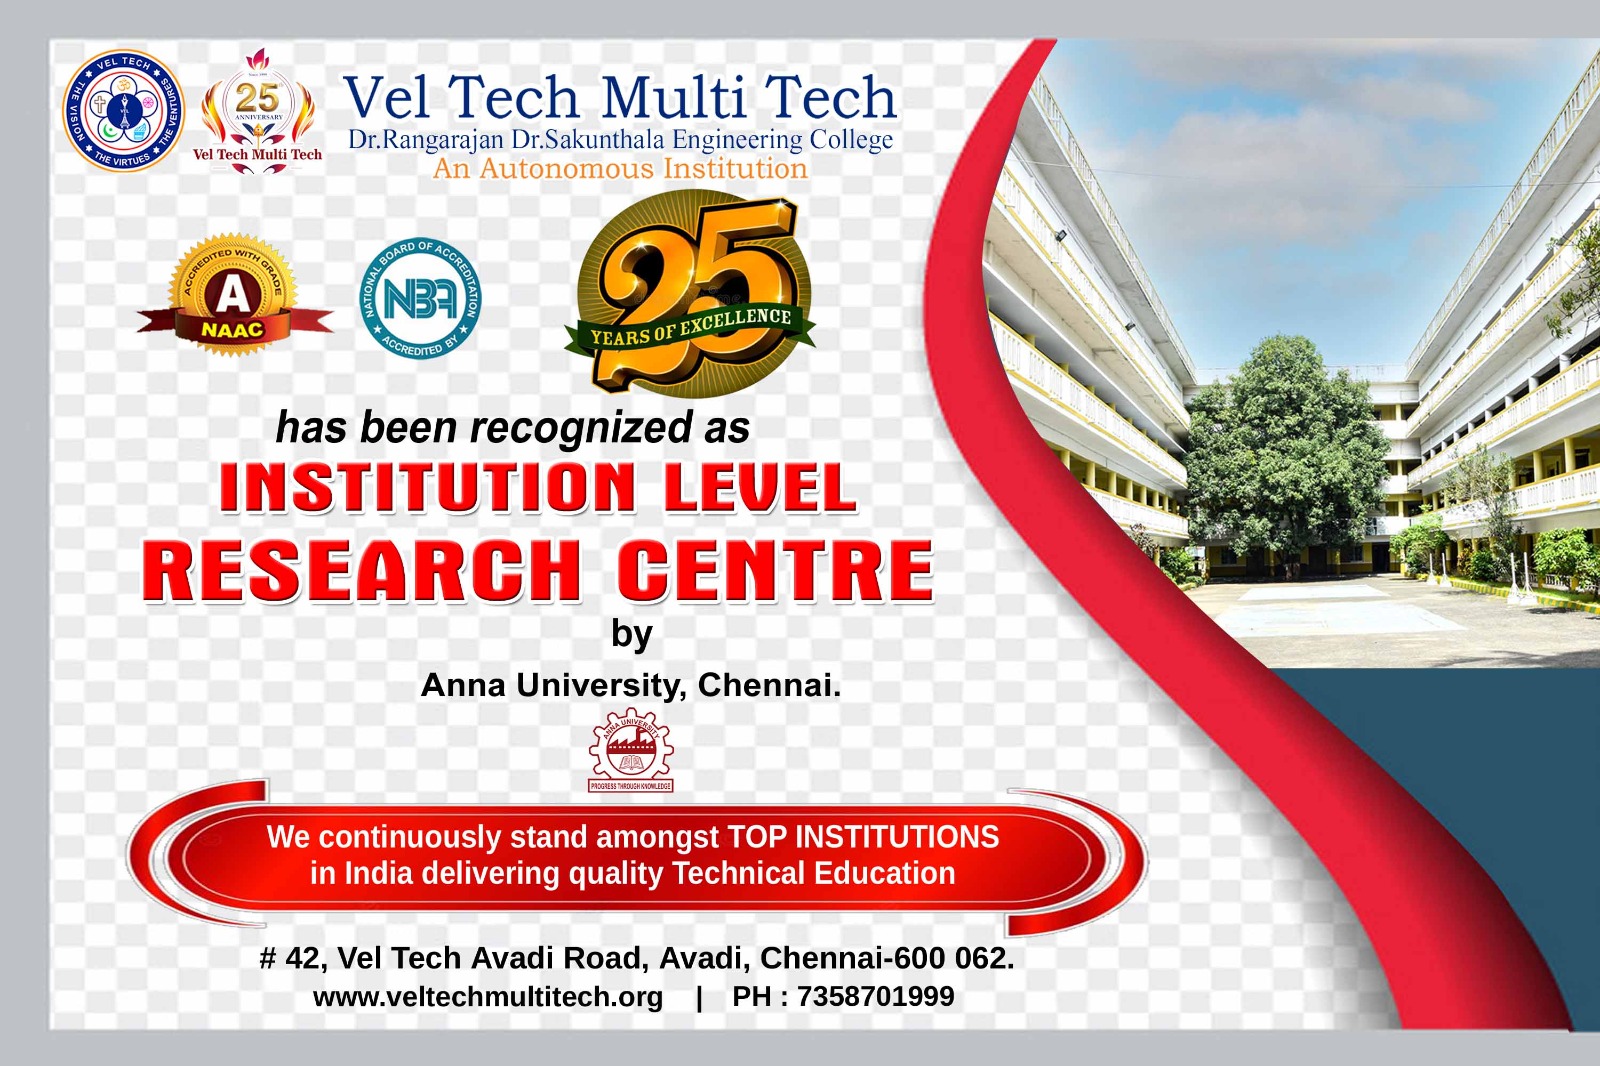 VEL TECH
THE VISION
THE VENTURES
THE VIRTUES
Since 1999
25
ANNIVERSARY
Vel Tech Multi Tech
Vel Tech Multi Tech
Dr.Rangarajan Dr.Sakunthala Engineering College
An Autonomous Institution
ACCREDITED WITH GRADE
A
NAAC
NATIONAL BOARD OF ACCREDITATION
NBA
ACCREDITED BY
25
YEARS OF EXCELLENCE
has been recognized as
INSTITUTION LEVEL
RESEARCH CENTRE
by
Anna University, Chennai.
ANNA UNIVERSITY
PROGRESS THROUGH KNOWLEDGE
We continuously stand amongst TOP INSTITUTIONS
in India delivering quality Technical Education
# 42, Vel Tech Avadi Road, Avadi, Chennai-600 062.
www.veltechmultitech.org | PH : 7358701999